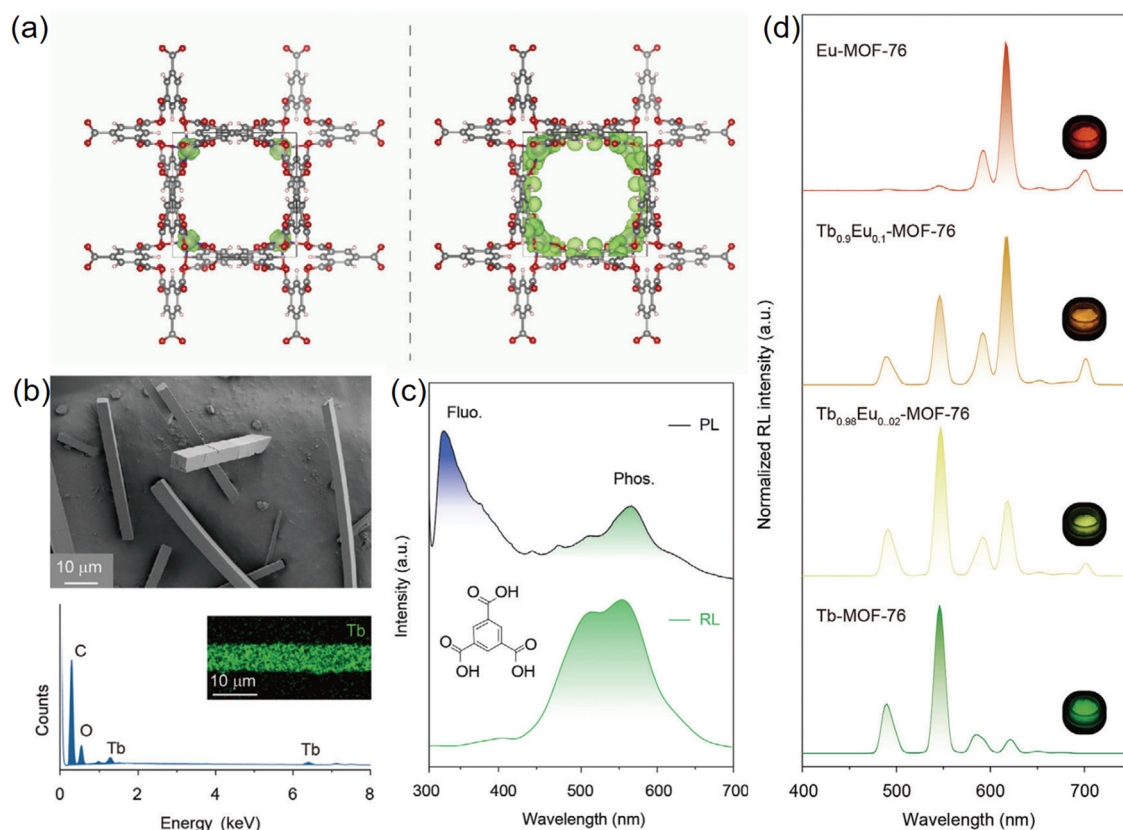 (a)
(b)
10 μm
Tb
10 μm
C
O
Tb
Tb
Counts
0 2 4 6 8
Energy (keV)
(c)
Fluo.
PL
Phos.
RL
OH
O
O
O
OH
OH
Intensity (a.u.)
300 400 500 600 700
Wavelength (nm)
(d)
Eu-MOF-76
Tb0.9Eu0.1-MOF-76
Tb0.98Eu0..02-MOF-76
Tb-MOF-76
Normalized RL intensity (a.u.)
400 500 600 700
Wavelength (nm)